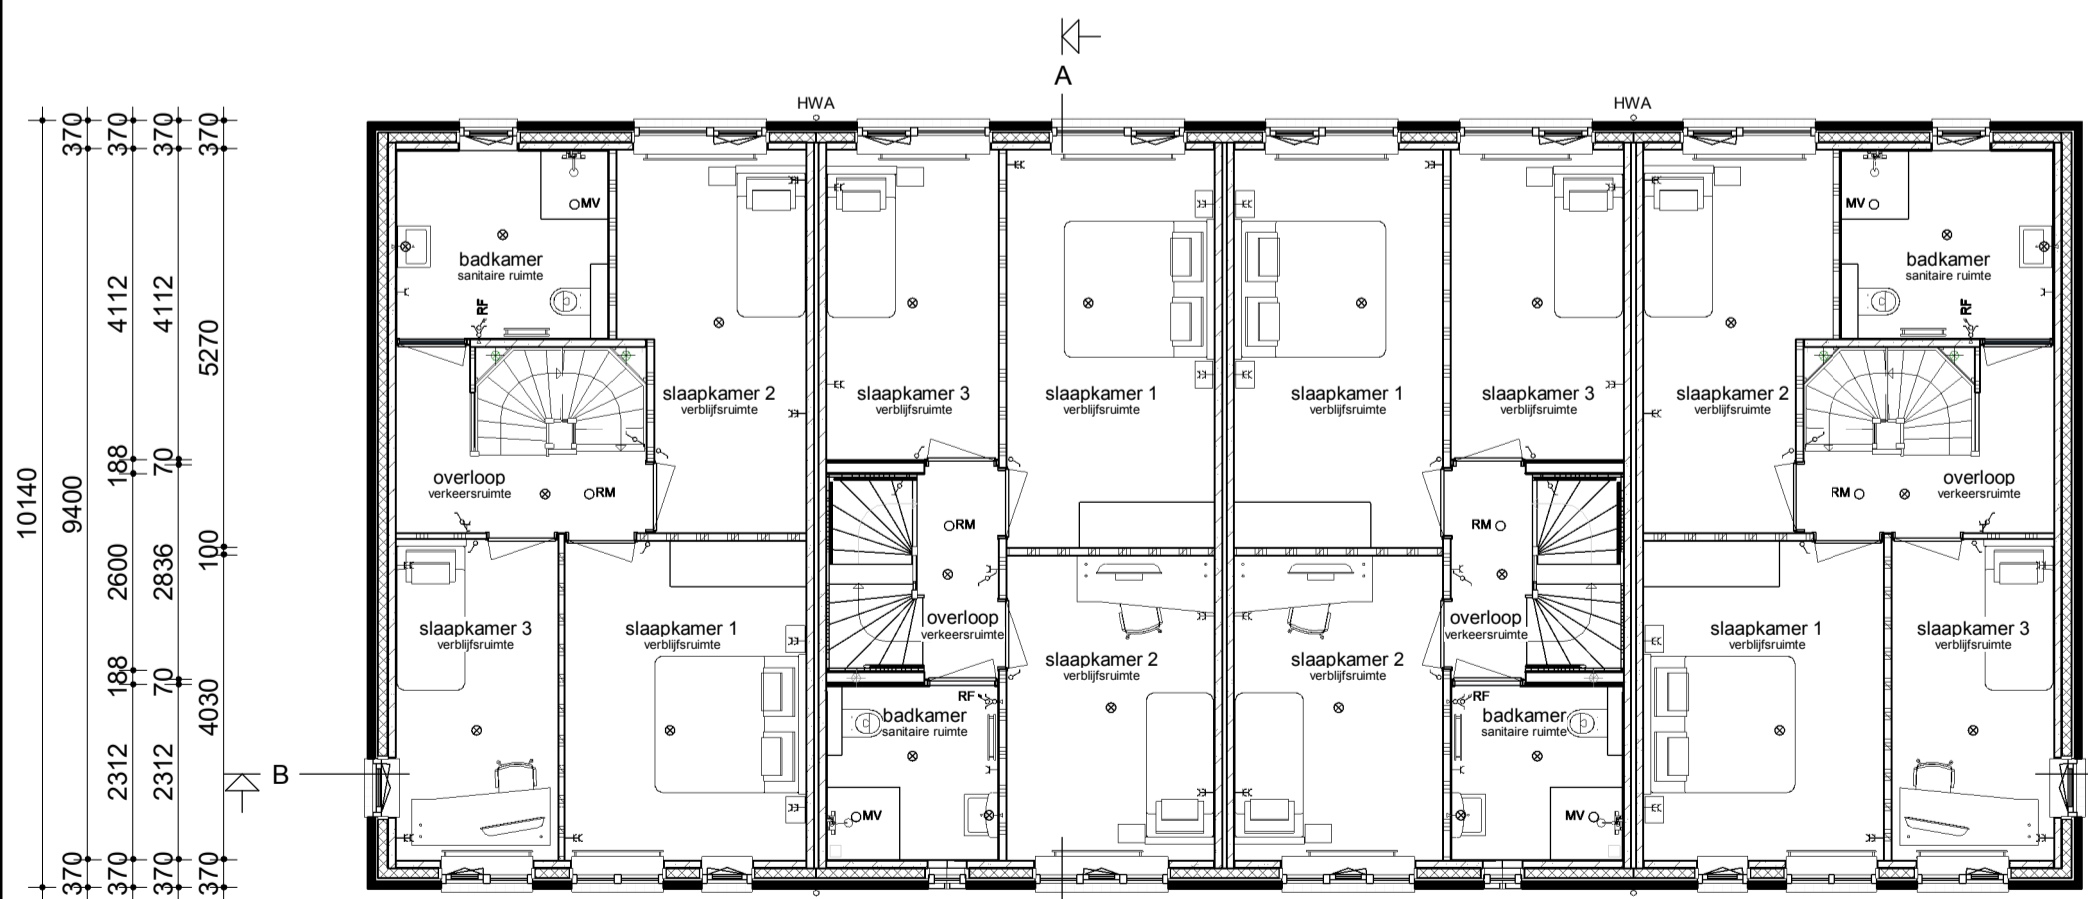 A
HWA
HWA
370
370
370
370
370
MV
MV
badkamer
sanitaire ruimte
badkamer
sanitaire ruimte
4112
4112
5270
RF
RF
slaapkamer 2
verblijfsruimte
slaapkamer 3
verblijfsruimte
slaapkamer 1
verblijfsruimte
slaapkamer 1
verblijfsruimte
slaapkamer 3
verblijfsruimte
slaapkamer 2
verblijfsruimte
10140
9400
188
70
overloop
verkeersruimte
RM
RM
overloop
verkeersruimte
RM
RM
2600
2836
100
slaapkamer 3
verblijfsruimte
slaapkamer 1
verblijfsruimte
overloop
verkeersruimte
overloop
verkeersruimte
slaapkamer 1
verblijfsruimte
slaapkamer 3
verblijfsruimte
slaapkamer 2
verblijfsruimte
slaapkamer 2
verblijfsruimte
188
70
4030
RF
RF
badkamer
sanitaire ruimte
badkamer
sanitaire ruimte
2312
2312
B
MV
MV
370
370
370
370